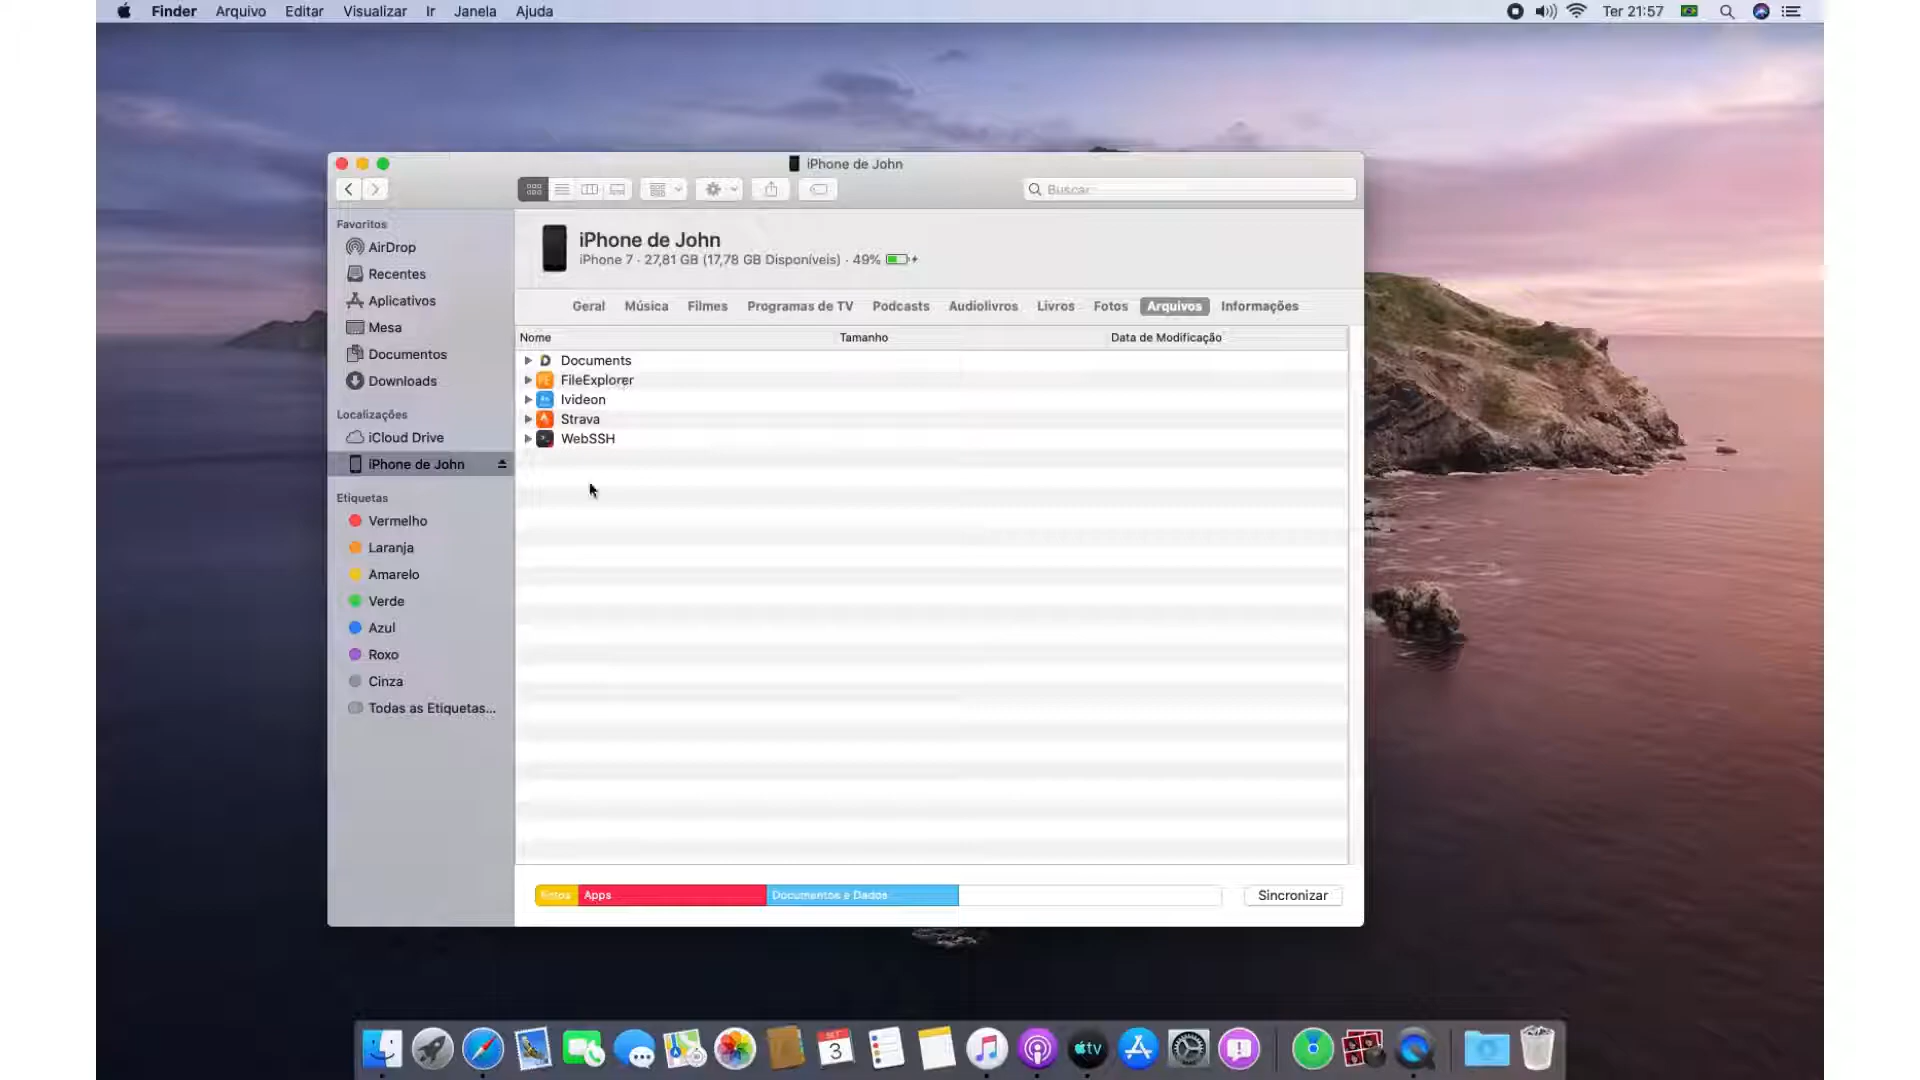 Finder Arquivo Editar Visualizar Ir Janela Ajuda Ter 21:57
iPhone de John
Buscar
Favoritos
AirDrop
Recentes
Aplicativos
Mesa
Documentos
Downloads
Localizações
iCloud Drive
iPhone de John
Etiquetas
Vermelho
Laranja
Amarelo
Verde
Azul
Roxo
Cinza
Todas as Etiquetas...
iPhone de John
iPhone 7 · 27,81 GB (17,78 GB Disponíveis) · 49%
Geral Música Filmes Programas de TV Podcasts Audiolivros Livros Fotos Arquivos Informações
Nome Tamanho Data de Modificação
Documents
FileExplorer
Ivideon
Strava
WebSSH
Fotos Apps Documentos e Dados Sincronizar
SET
3
tv